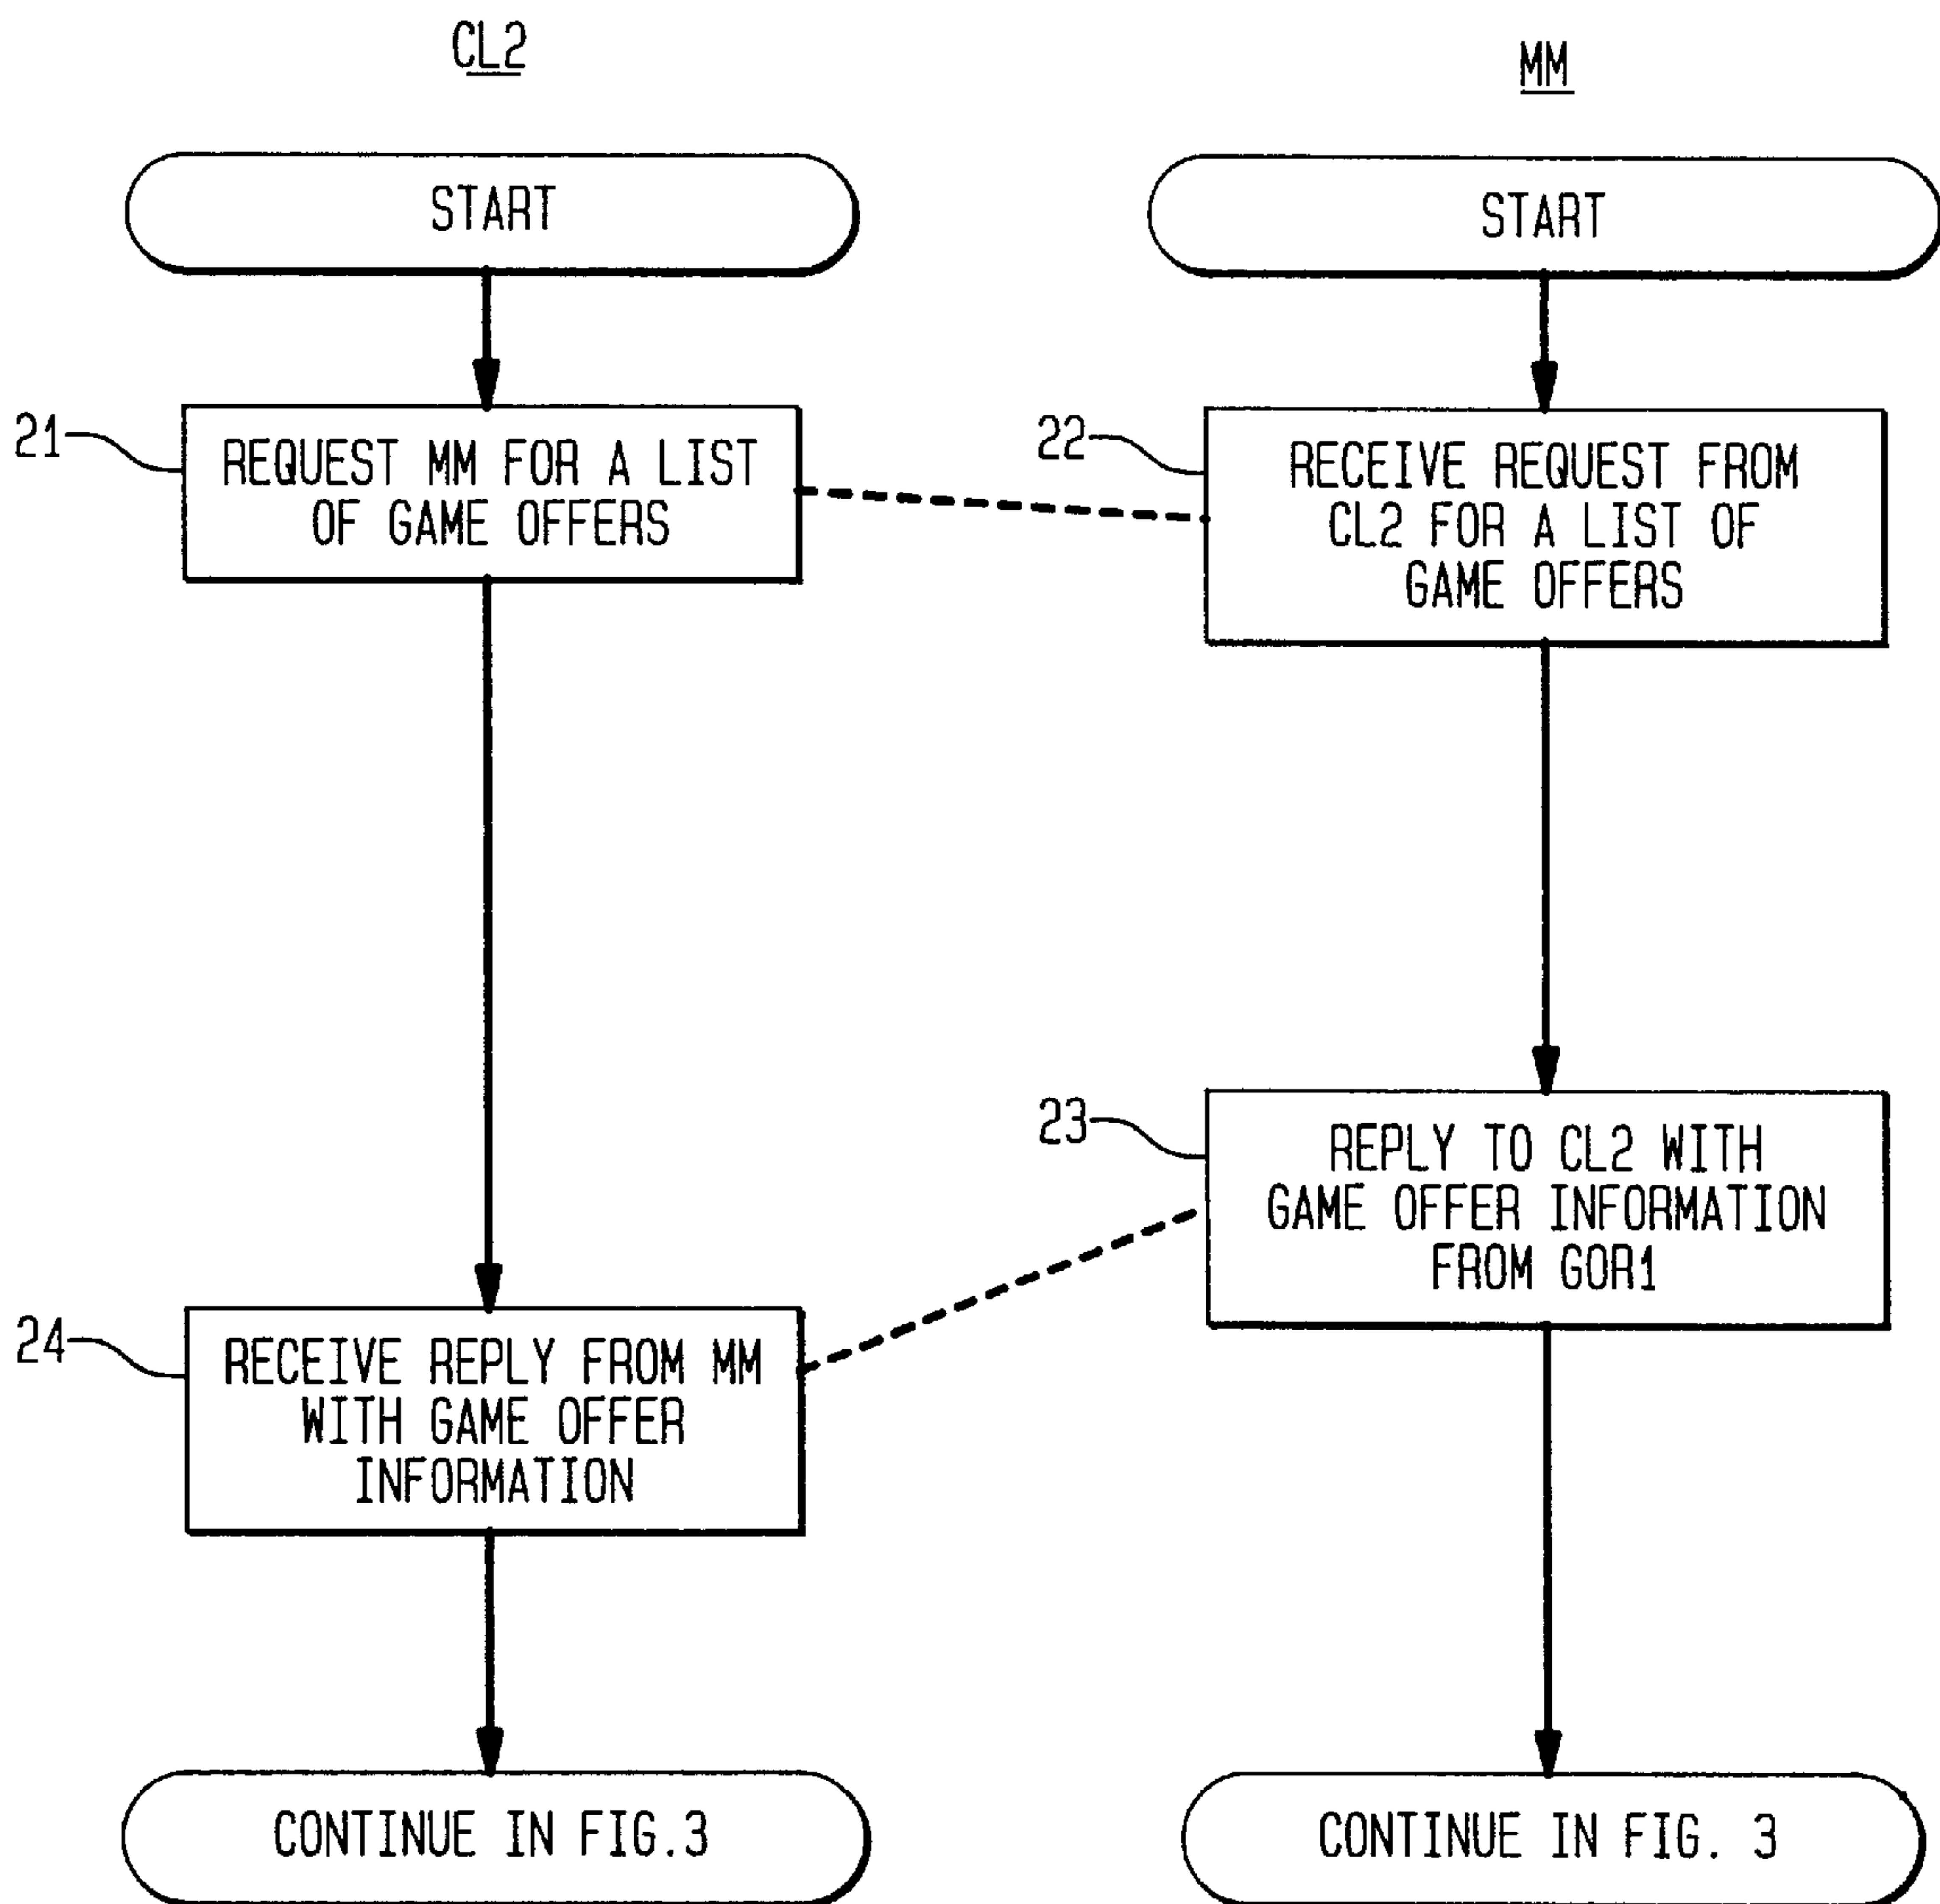 CL2
MM
START
START
21
REQUEST MM FOR A LIST
OF GAME OFFERS
22
RECEIVE REQUEST FROM
CL2 FOR A LIST OF
GAME OFFERS
23
REPLY TO CL2 WITH
GAME OFFER INFORMATION
FROM GOR1
24
RECEIVE REPLY FROM MM
WITH GAME OFFER
INFORMATION
CONTINUE IN FIG.3
CONTINUE IN FIG. 3